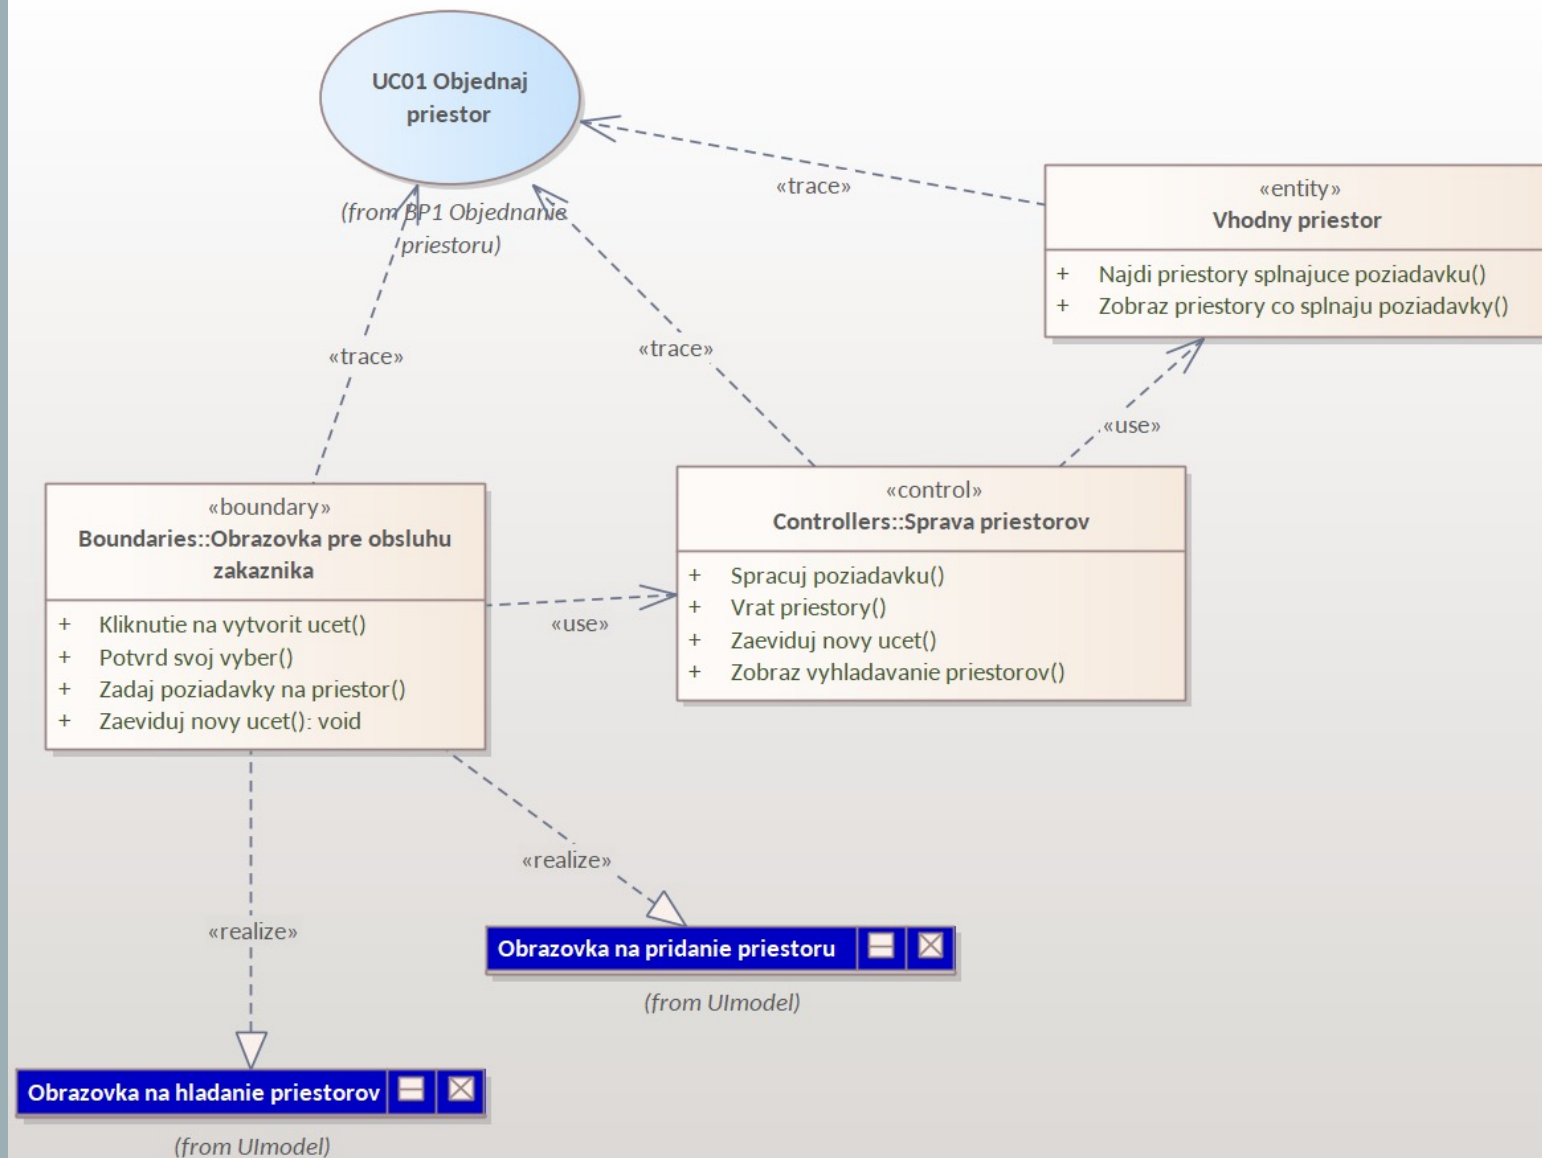 UC01 Objednaj
priestor
(from BP1 Objednanie
priestoru)
«trace»
«entity»
Vhodny priestor
+ Najdi priestory splnajuce poziadavku()
+ Zobraz priestory co splnaju poziadavky()
«trace»
«trace»
«use»
«boundary»
Boundaries::Obrazovka pre obsluhu
zakaznika
+ Kliknutie na vytvorit ucet()
+ Potvrd svoj vyber()
+ Zadaj poziadavky na priestor()
+ Zaeviduj novy ucet(): void
«use»
«control»
Controllers::Sprava priestorov
+ Spracuj poziadavku()
+ Vrat priestory()
+ Zaeviduj novy ucet()
+ Zobraz vyhladavanie priestorov()
«realize»
«realize»
Obrazovka na pridanie priestoru
(from UImodel)
Obrazovka na hladanie priestorov
(from UImodel)